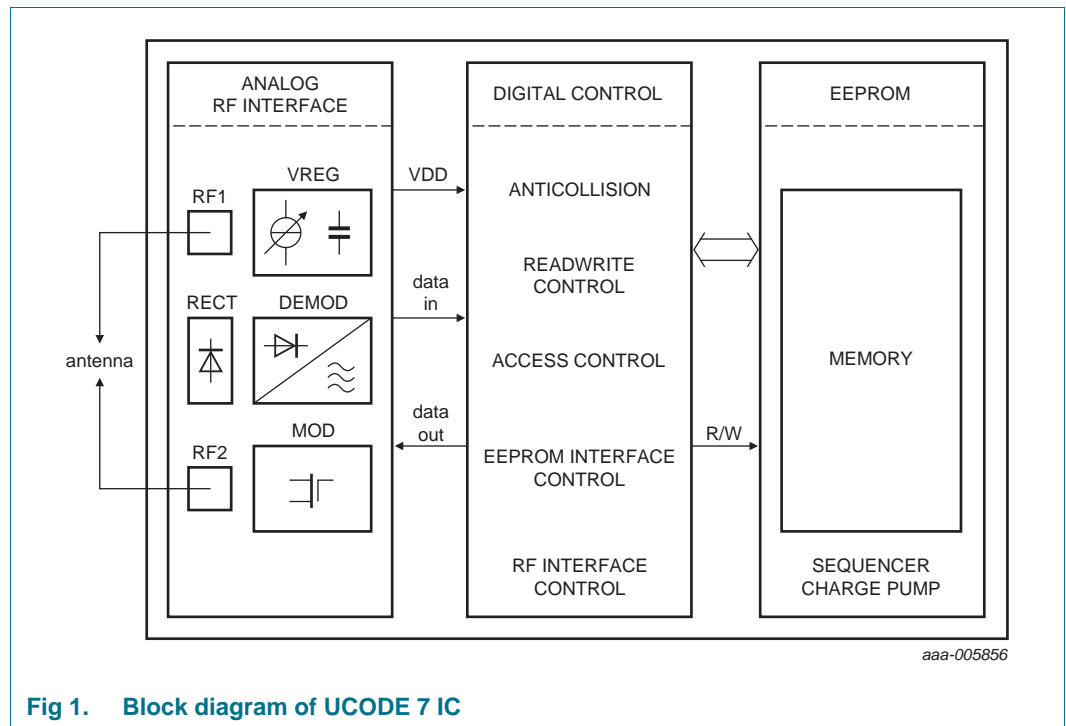 ANALOG
RF INTERFACE
DIGITAL CONTROL
EEPROM
VREG
VDD
RF1
ANTICOLLISION
READWRITE
CONTROL
data
in
RECT
DEMOD
antenna
ACCESS CONTROL
MEMORY
data
out
MOD
RF2
R/W
EEPROM INTERFACE
CONTROL
RF INTERFACE
CONTROL
SEQUENCER
CHARGE PUMP
aaa-005856
Fig 1. Block diagram of UCODE 7 IC